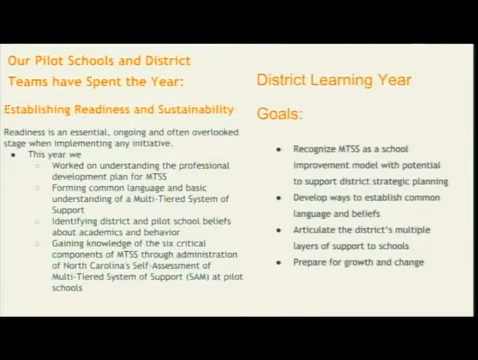 Our Pilot Schools and District
Teams have Spent the Year:
Establishing Readiness and Sustainability
Readiness is an essential, ongoing and often overlooked
stage when implementing any initiative.
● This year we
○ Worked on understanding the professional
development plan for MTSS
○ Forming common language and basic
understanding of a Multi-Tiered System of
Support
○ Identifying district and pilot school beliefs
about academics and behavior
○ Gaining knowledge of the six critical
components of MTSS through administration
of North Carolina's Self-Assessment of
Multi-Tiered System of Support (SAM) at pilot
schools
District Learning Year
Goals:
● Recognize MTSS as a school
improvement model with potential
to support district strategic planning
● Develop ways to establish common
language and beliefs
● Articulate the district's multiple
layers of support to schools
● Prepare for growth and change